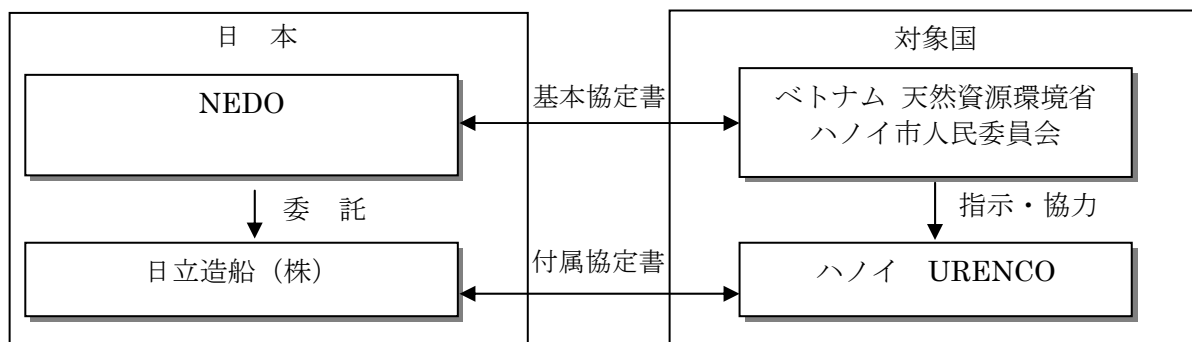 日　本
対象国
NEDO
基本協定書
ベトナム 天然資源環境省
ハノイ市人民委員会
委　託
指示・協力
日立造船（株）
付属協定書
ハノイ　URENCO